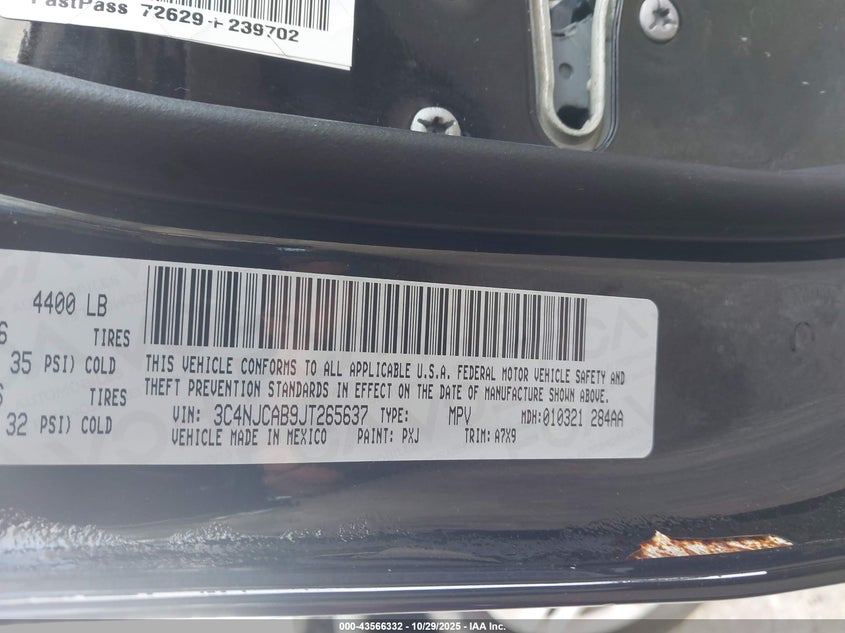 FastPass 72629+239702
4400 LB
6 TIRES
35 PSI) COLD
6 TIRES
32 PSI) COLD
THIS VEHICLE CONFORMS TO ALL APPLICABLE U.S.A. FEDERAL MOTOR VEHICLE SAFETY AND
THEFT PREVENTION STANDARDS IN EFFECT ON THE DATE OF MANUFACTURE SHOWN ABOVE.
VIN: 3C4NJCAB9JT265637 TYPE: MPV MDH:010321 284AA
VEHICLE MADE IN MEXICO PAINT: PXJ TRIM: A7X9
000-43566332 - 10/29/2025 - IAA Inc.